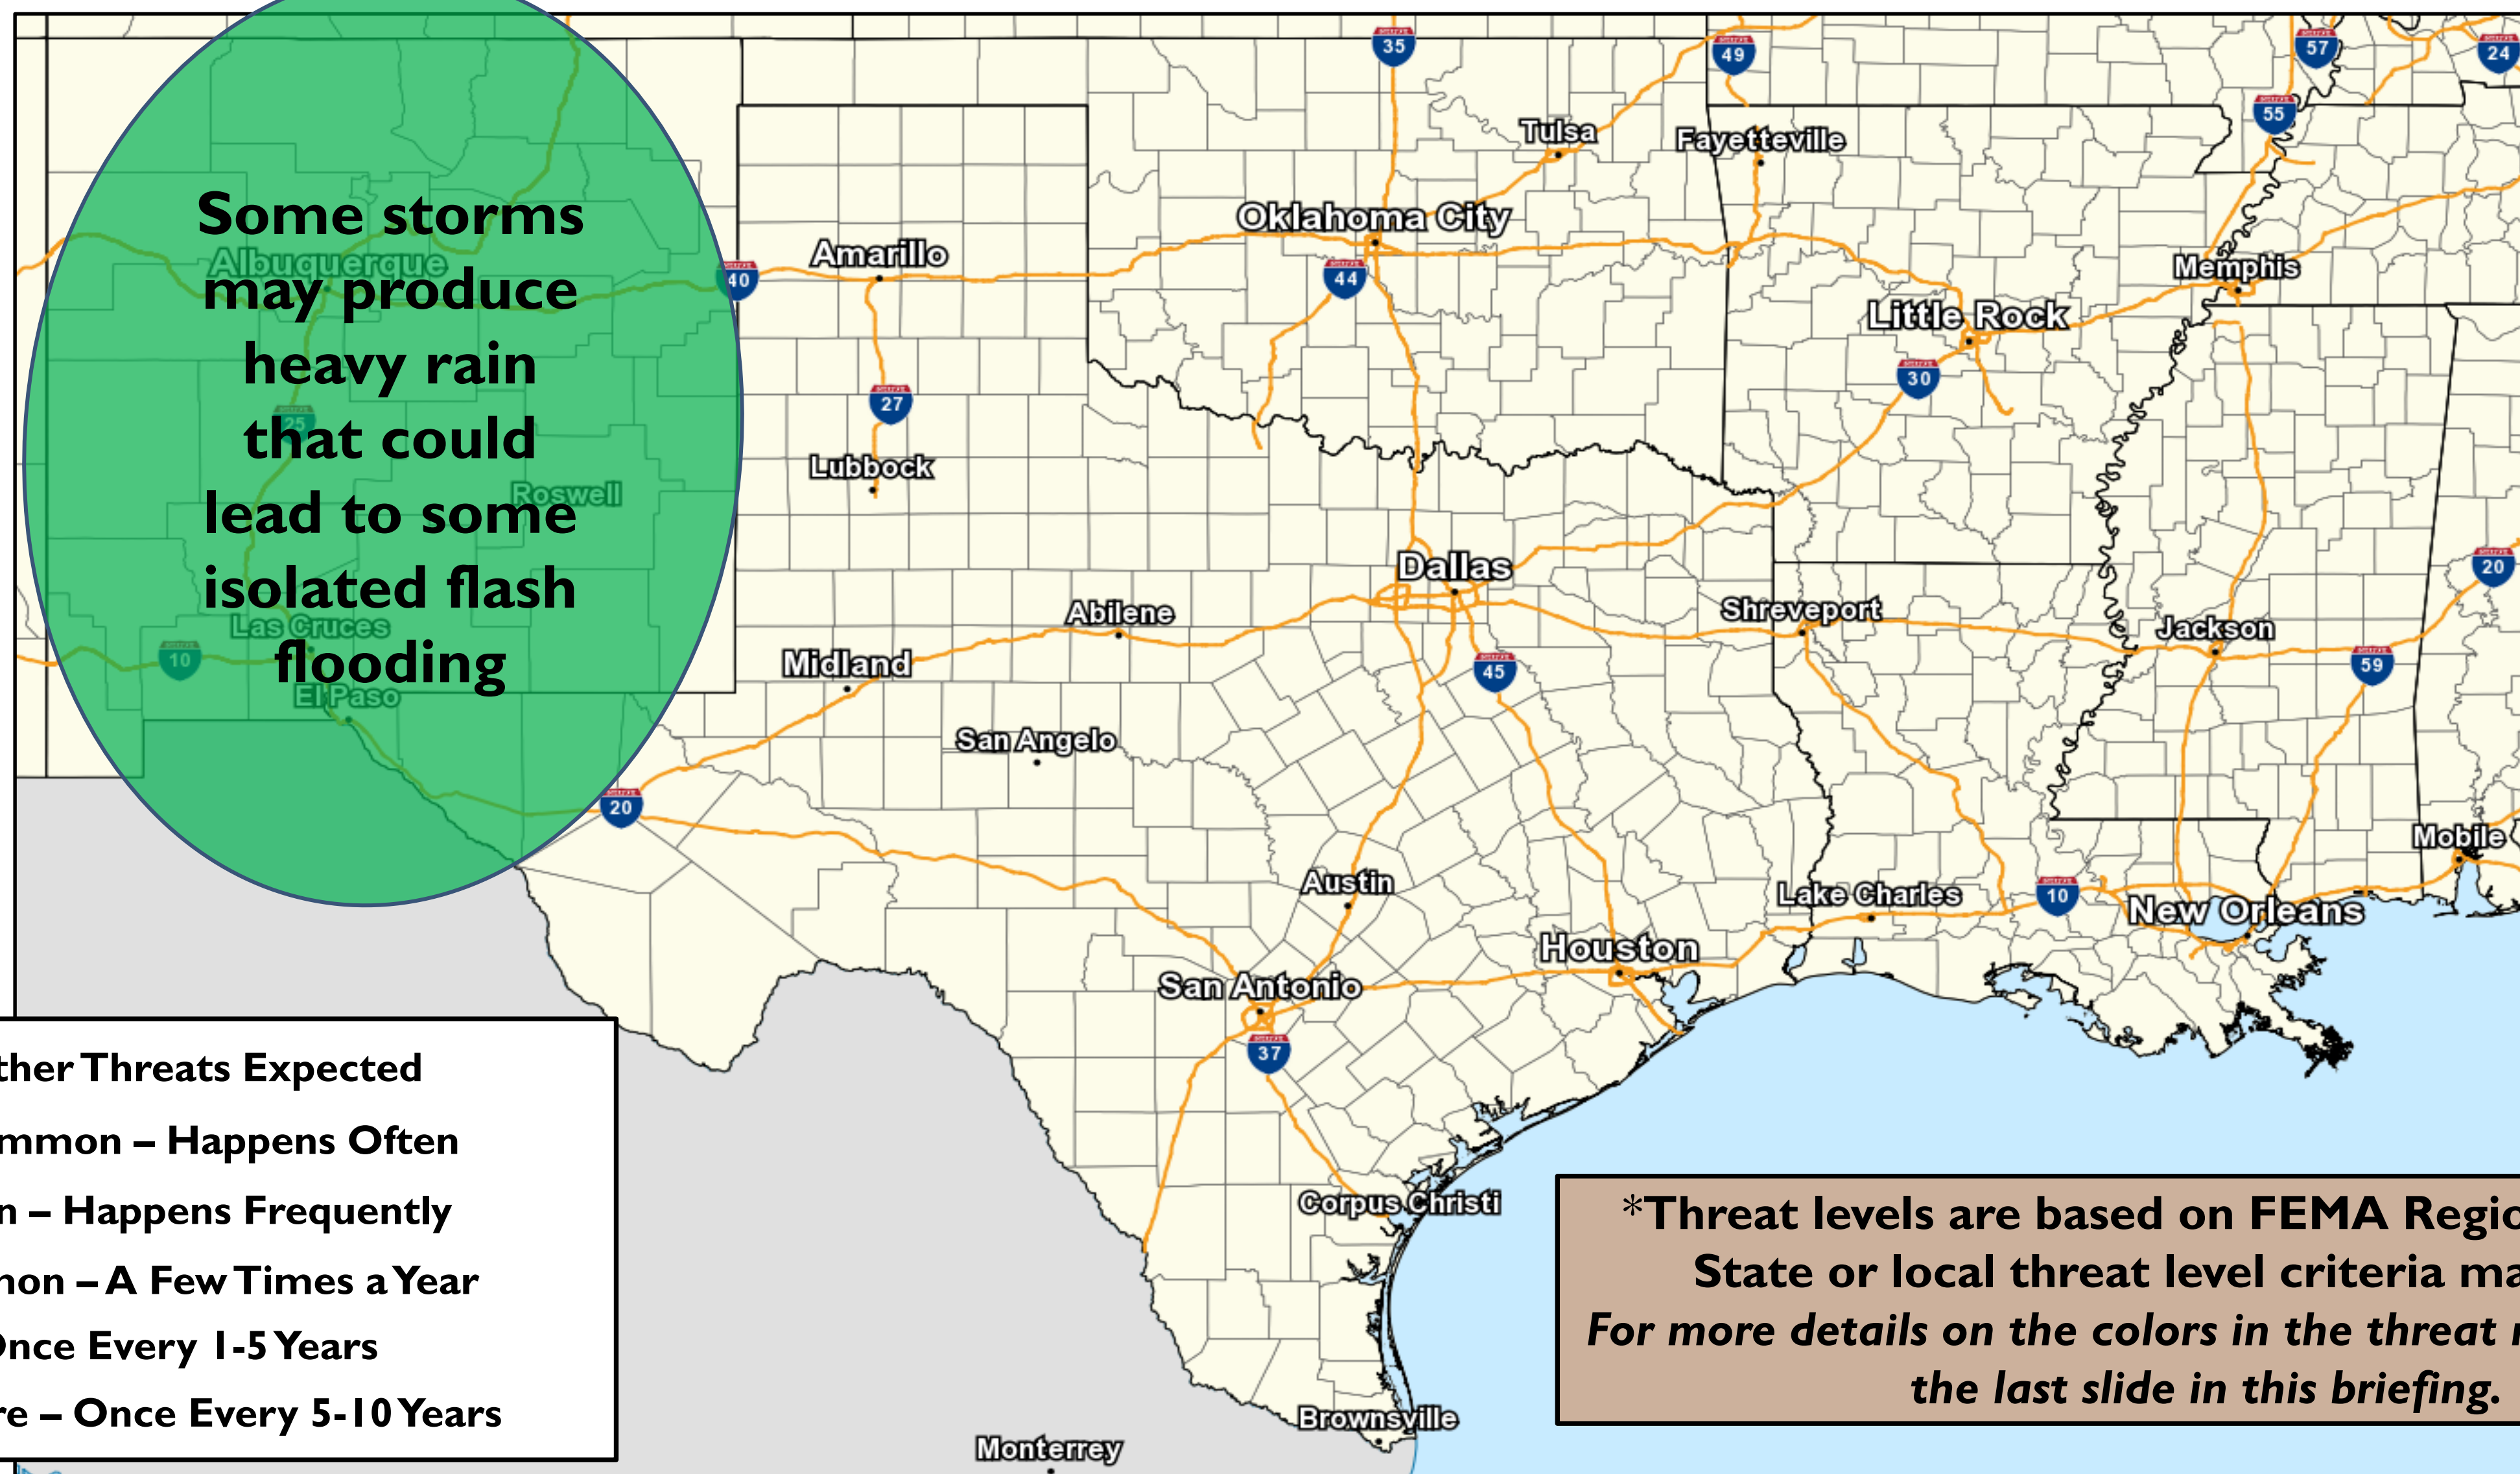 35
49
57
24
55
Tulsa
Fayetteville
Some storms
may produce
heavy rain
that could
lead to some
isolated flash
flooding
Albuquerque
40
Amarillo
Oklahoma City
44
Memphis
Little Rock
30
27
25
Lubbock
Roswell
Dallas
20
Abilene
Shreveport
Jackson
Las Cruces
10
Midland
45
59
El Paso
San Angelo
20
Mobile
Austin
Lake Charles
10
New Orleans
Houston
San Antonio
37
Corpus Christi
Brownsville
Monterrey
ther Threats Expected
mmon – Happens Often
n – Happens Frequently
non – A Few Times a Year
Once Every 1-5 Years
re – Once Every 5-10 Years
*Threat levels are based on FEMA Regio
State or local threat level criteria ma
For more details on the colors in the threat
the last slide in this briefing.